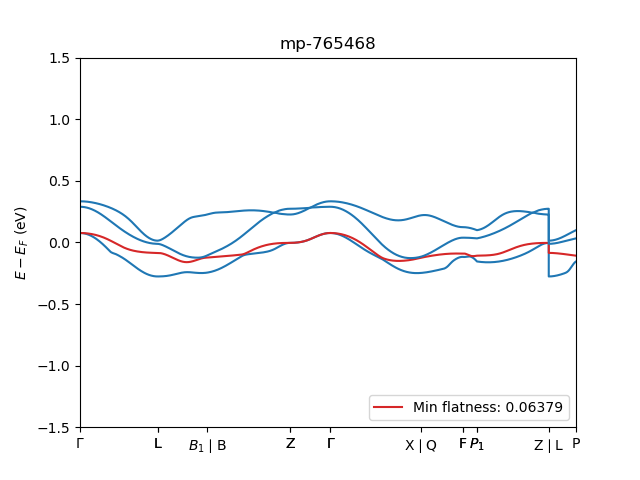 mp-765468
E − E_F (eV)
1.5
1.0
0.5
0.0
−0.5
−1.0
−1.5
Min flatness: 0.06379
Γ L B₁ | B Z Γ X | Q F P₁ Z | L P